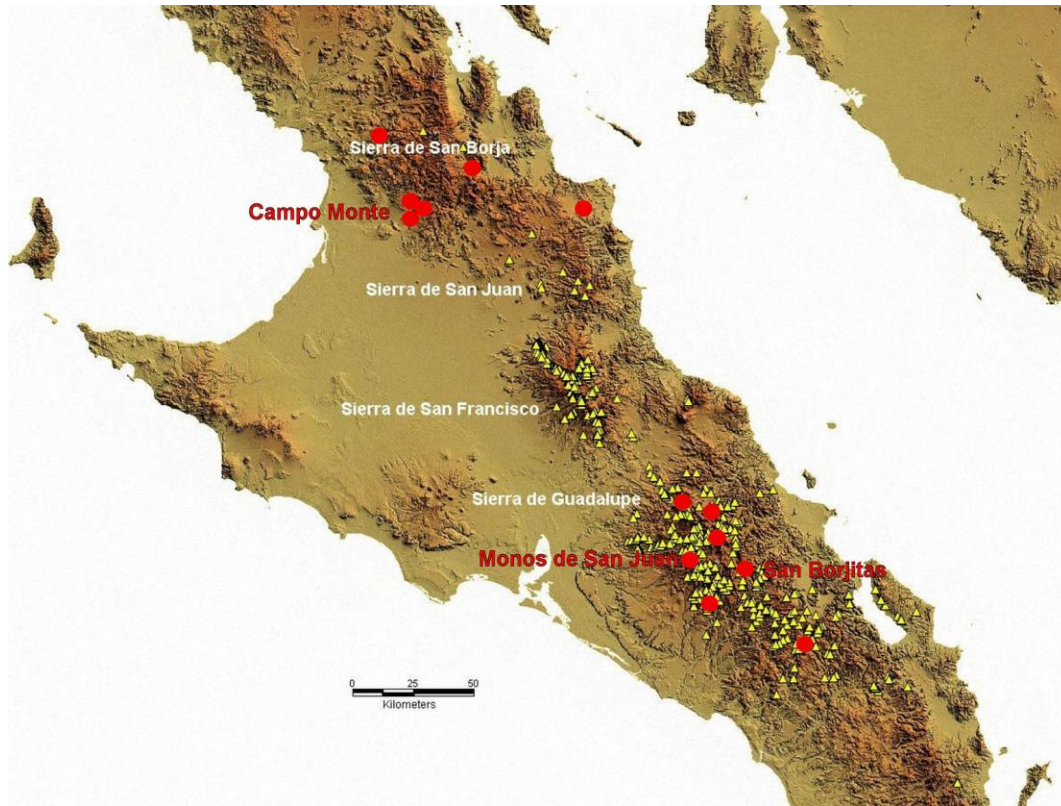 Sierra de San Borja
Campo Monte
Sierra de San Juan
Sierra de San Francisco
Sierra de Guadalupe
Monos de San Juan
San Borjitas
0 25 50
Kilometers